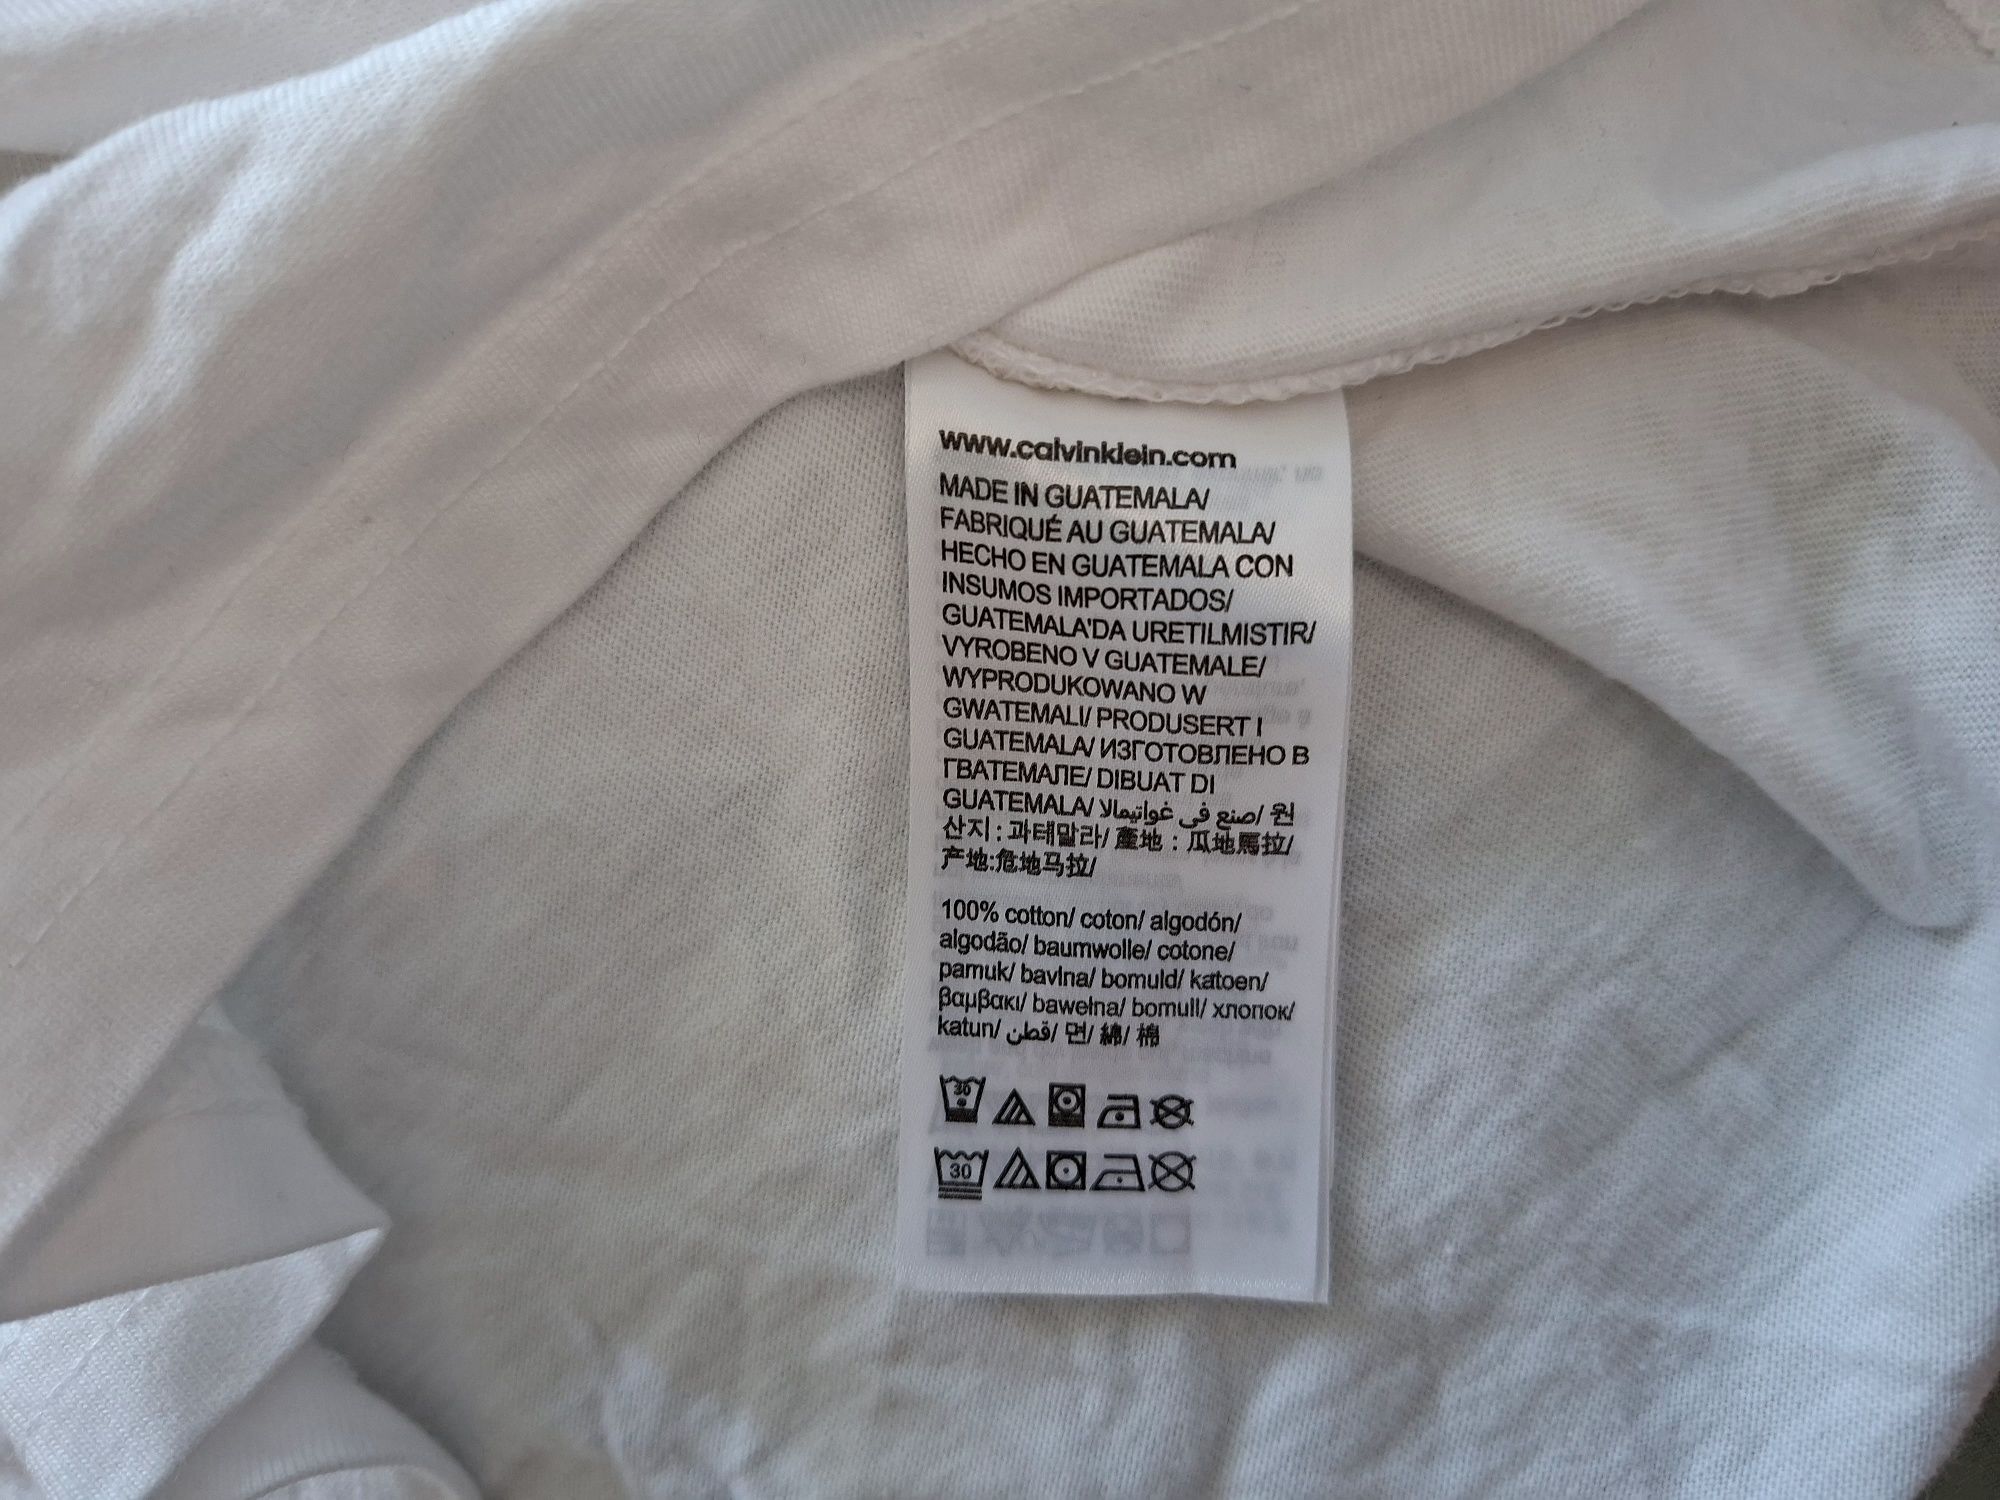 www.calvinklein.com
MADE IN GUATEMALA/
FABRIQUÉ AU GUATEMALA/
HECHO EN GUATEMALA CON
INSUMOS IMPORTADOS/
GUATEMALA'DA URETILMISTIR/
VYROBENO V GUATEMALE/
WYPRODUKOWANO W
GWATEMALI/ PRODUSERT I
GUATEMALA/ ИЗГОТОВЛЕНО В
ГВАТЕМАЛЕ/ DIBUAT DI
GUATEMALA/ صنع في غواتيمالا/ 원
산지 : 과테말라/ 產地 : 瓜地馬拉/
产地:危地马拉/
100% cotton/ coton/ algodón/
algodão/ baumwolle/ cotone/
pamuk/ bavlna/ bomuld/ katoen/
βαμβακι/ bawełna/ bomull/ хлопок/
katun/ قطن/ 면/ 綿/ 棉
30
30